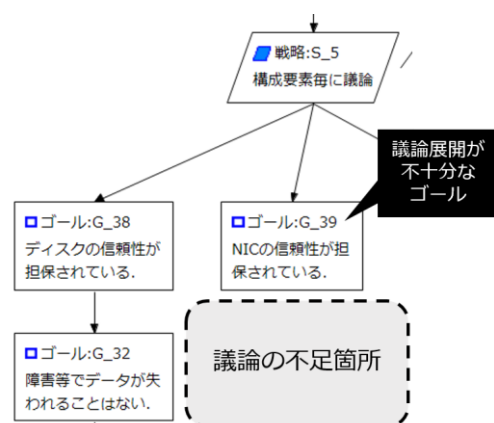 戦略:S_5
構成要素毎に議論
議論展開が
不十分な
ゴール
ゴール:G_38
ディスクの信頼性が
担保されている.
ゴール:G_39
NICの信頼性が担
保されている.
ゴール:G_32
障害等でデータが失
われることはない.
議論の不足箇所